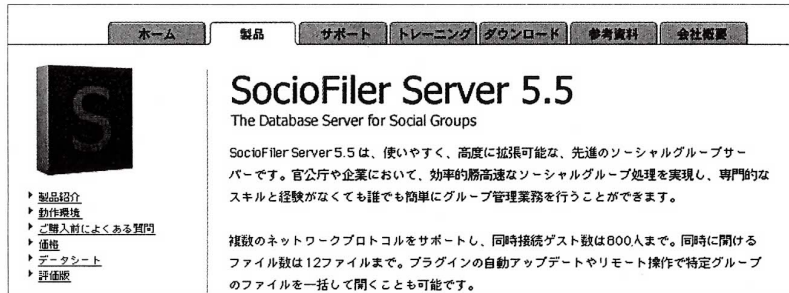 ホーム 製品 サポート トレーニング ダウンロード 参考資料 会社概要
S
製品紹介
動作環境
ご購入前によくある質問
価格
データシート
評価版
SocioFiler Server 5.5
The Database Server for Social Groups
SocioFiler Server 5.5 は、使いやすく、高度に拡張可能な、先進のソーシャルグループサー
バーです。官公庁や企業において、効率的勝高速なソーシャルグループ処理を実現し、専門的な
スキルと経験がなくても誰でも簡単にグループ管理業務を行うことができます。
複数のネットワークプロトコルをサポートし、同時接続ゲスト数は800人まで。同時に開ける
ファイル数は12ファイルまで。プラグインの自動アップデートやリモート操作で特定グループ
のファイルを一括して開くことも可能です。